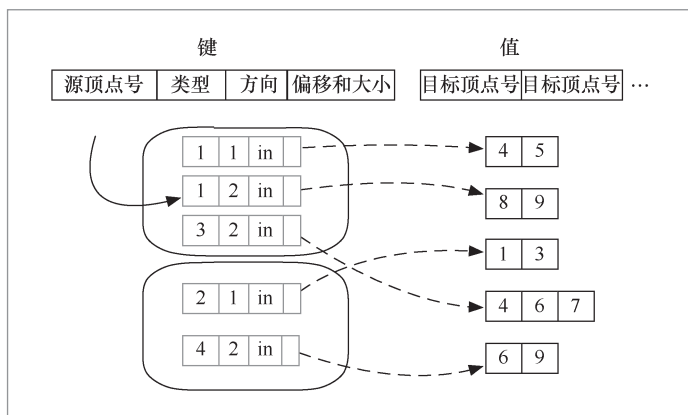 键 值
源顶点号 类型 方向 偏移和大小 目标顶点号 目标顶点号 …
1 1 in 4 5
1 2 in 8 9
3 2 in
1 3
2 1 in 4 6 7
4 2 in 6 9